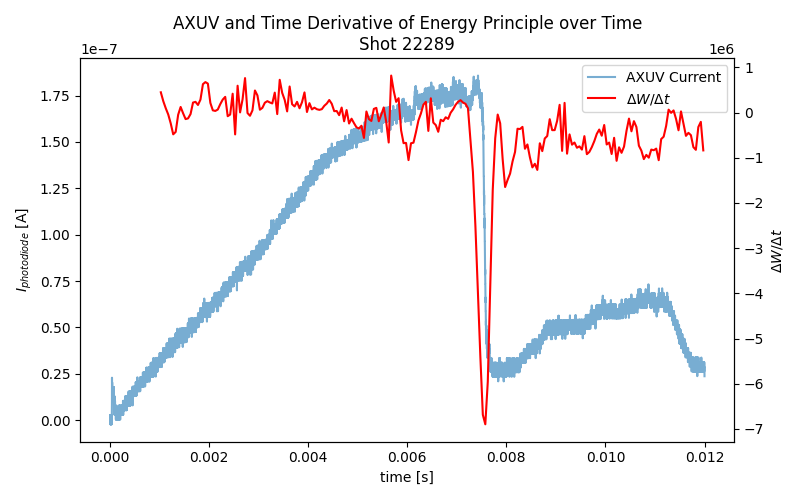 AXUV and Time Derivative of Energy Principle over Time
Shot 22289
1e−7
1e6
AXUV Current
ΔW/Δt
1.75
1.50
1.25
1.00
0.75
0.50
0.25
0.00
I_photodiode [A]
1
0
−1
−2
−3
−4
−5
−6
−7
ΔW/Δt
0.000 0.002 0.004 0.006 0.008 0.010 0.012
time [s]